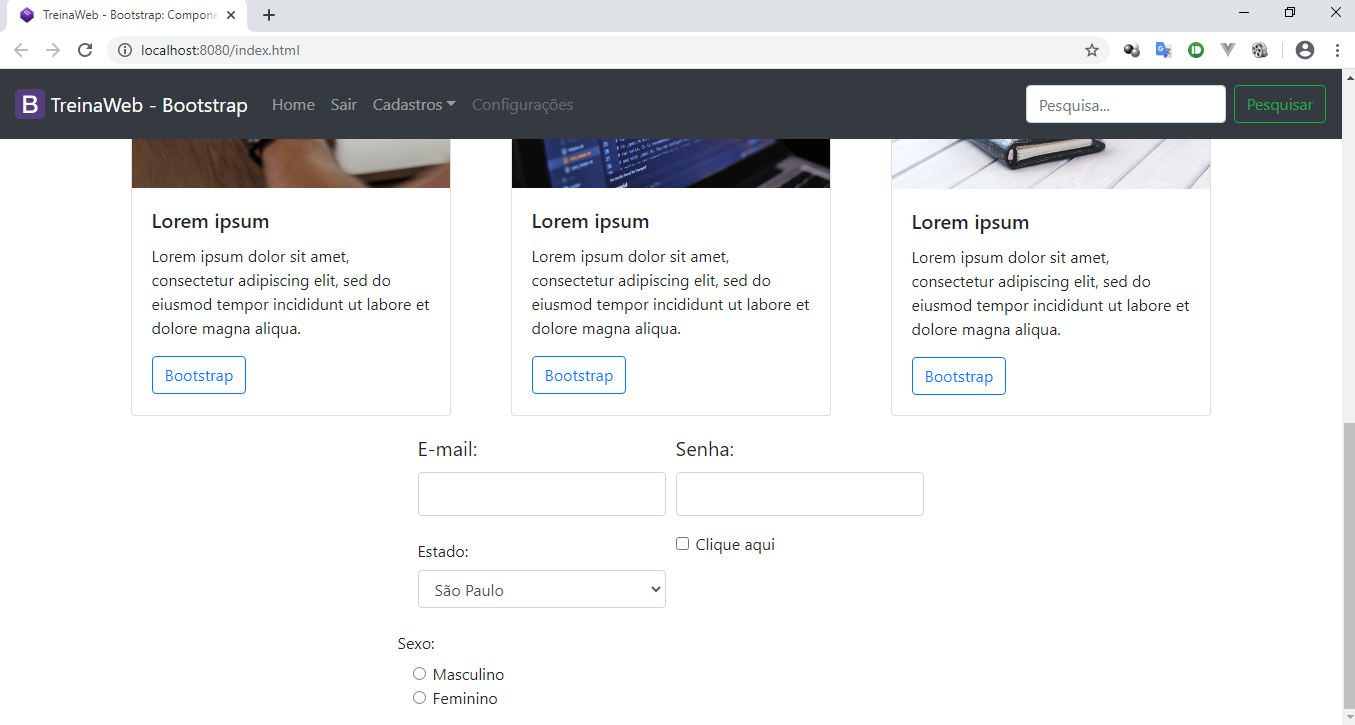 TreinaWeb - Bootstrap: Compone
localhost:8080/index.html
B TreinaWeb - Bootstrap Home Sair Cadastros Configurações Pesquisa... Pesquisar
Lorem ipsum
Lorem ipsum dolor sit amet,
consectetur adipiscing elit, sed do
eiusmod tempor incididunt ut labore et
dolore magna aliqua.
Bootstrap
Lorem ipsum
Lorem ipsum dolor sit amet,
consectetur adipiscing elit, sed do
eiusmod tempor incididunt ut labore et
dolore magna aliqua.
Bootstrap
Lorem ipsum
Lorem ipsum dolor sit amet,
consectetur adipiscing elit, sed do
eiusmod tempor incididunt ut labore et
dolore magna aliqua.
Bootstrap
E-mail: Senha:
Clique aqui
Estado:
São Paulo
Sexo:
Masculino
Feminino